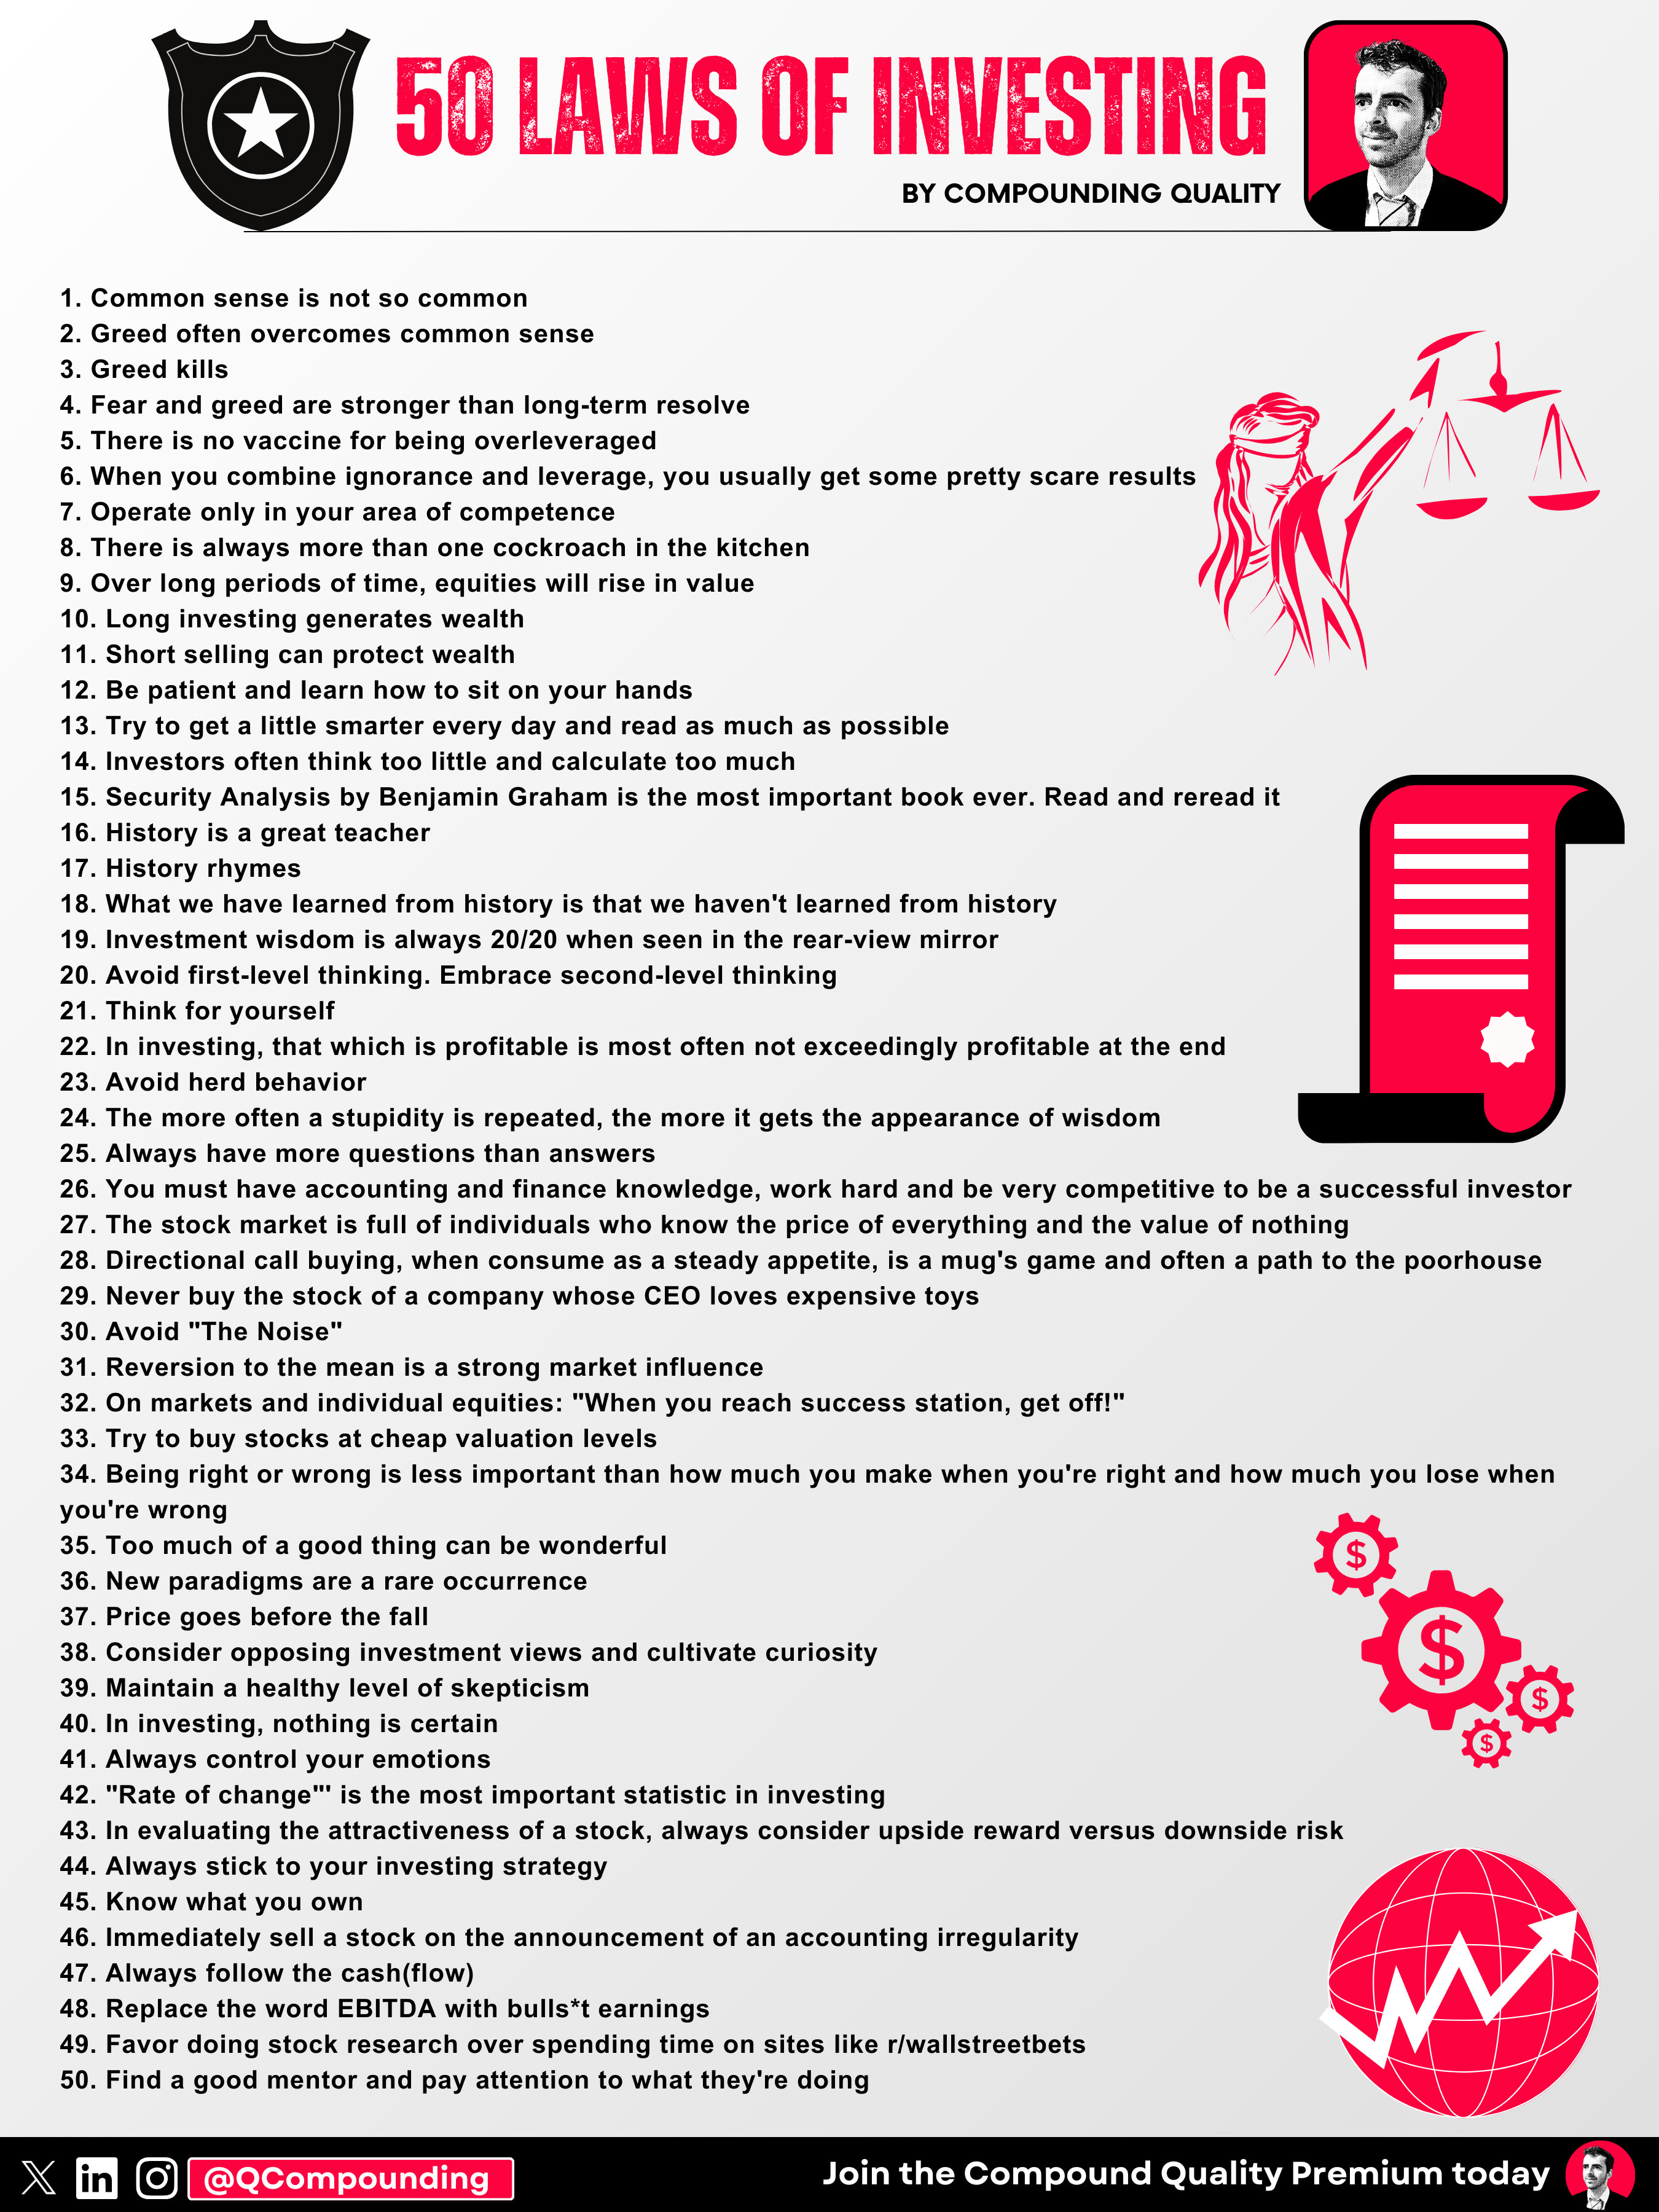 50 LAWS OF INVESTING
BY COMPOUNDING QUALITY
1. Common sense is not so common
2. Greed often overcomes common sense
3. Greed kills
4. Fear and greed are stronger than long-term resolve
5. There is no vaccine for being overleveraged
6. When you combine ignorance and leverage, you usually get some pretty scare results
7. Operate only in your area of competence
8. There is always more than one cockroach in the kitchen
9. Over long periods of time, equities will rise in value
10. Long investing generates wealth
11. Short selling can protect wealth
12. Be patient and learn how to sit on your hands
13. Try to get a little smarter every day and read as much as possible
14. Investors often think too little and calculate too much
15. Security Analysis by Benjamin Graham is the most important book ever. Read and reread it
16. History is a great teacher
17. History rhymes
18. What we have learned from history is that we haven't learned from history
19. Investment wisdom is always 20/20 when seen in the rear-view mirror
20. Avoid first-level thinking. Embrace second-level thinking
21. Think for yourself
22. In investing, that which is profitable is most often not exceedingly profitable at the end
23. Avoid herd behavior
24. The more often a stupidity is repeated, the more it gets the appearance of wisdom
25. Always have more questions than answers
26. You must have accounting and finance knowledge, work hard and be very competitive to be a successful investor
27. The stock market is full of individuals who know the price of everything and the value of nothing
28. Directional call buying, when consume as a steady appetite, is a mug's game and often a path to the poorhouse
29. Never buy the stock of a company whose CEO loves expensive toys
30. Avoid "The Noise"
31. Reversion to the mean is a strong market influence
32. On markets and individual equities: "When you reach success station, get off!"
33. Try to buy stocks at cheap valuation levels
34. Being right or wrong is less important than how much you make when you're right and how much you lose when
you're wrong
35. Too much of a good thing can be wonderful
36. New paradigms are a rare occurrence
37. Price goes before the fall
38. Consider opposing investment views and cultivate curiosity
39. Maintain a healthy level of skepticism
40. In investing, nothing is certain
41. Always control your emotions
42. "Rate of change"' is the most important statistic in investing
43. In evaluating the attractiveness of a stock, always consider upside reward versus downside risk
44. Always stick to your investing strategy
45. Know what you own
46. Immediately sell a stock on the announcement of an accounting irregularity
47. Always follow the cash(flow)
48. Replace the word EBITDA with bulls*t earnings
49. Favor doing stock research over spending time on sites like r/wallstreetbets
50. Find a good mentor and pay attention to what they're doing
$
$
$
$
@QCompounding
Join the Compound Quality Premium today